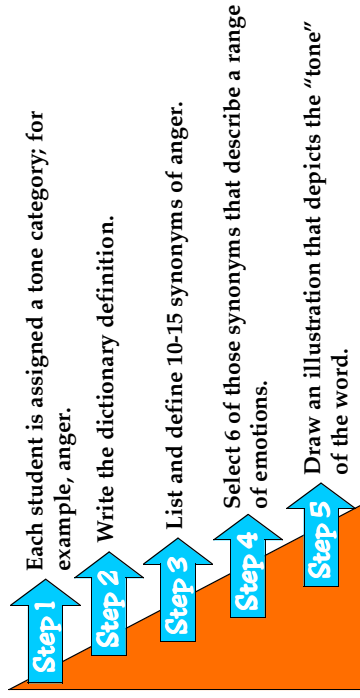 Step 1
Each student is assigned a tone category; for
example, anger.
Step 2
Write the dictionary definition.
Step 3
List and define 10-15 synonyms of anger.
Step 4
Select 6 of those synonyms that describe a range
of emotions.
Step 5
Draw an illustration that depicts the “tone”
of the word.